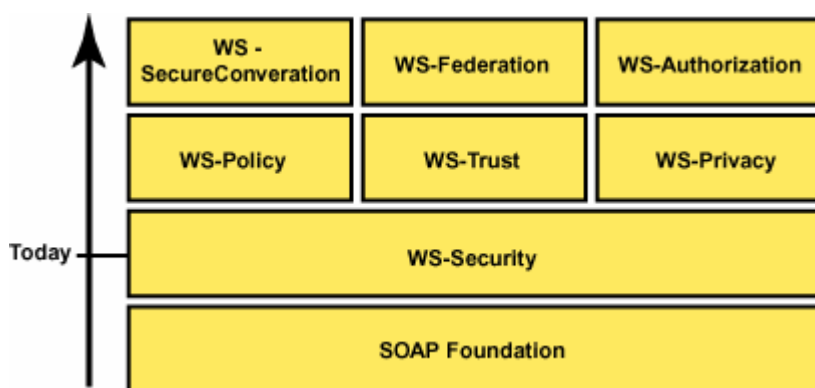 WS -
SecureConveration
WS-Federation
WS-Authorization
WS-Policy
WS-Trust
WS-Privacy
Today
WS-Security
SOAP Foundation